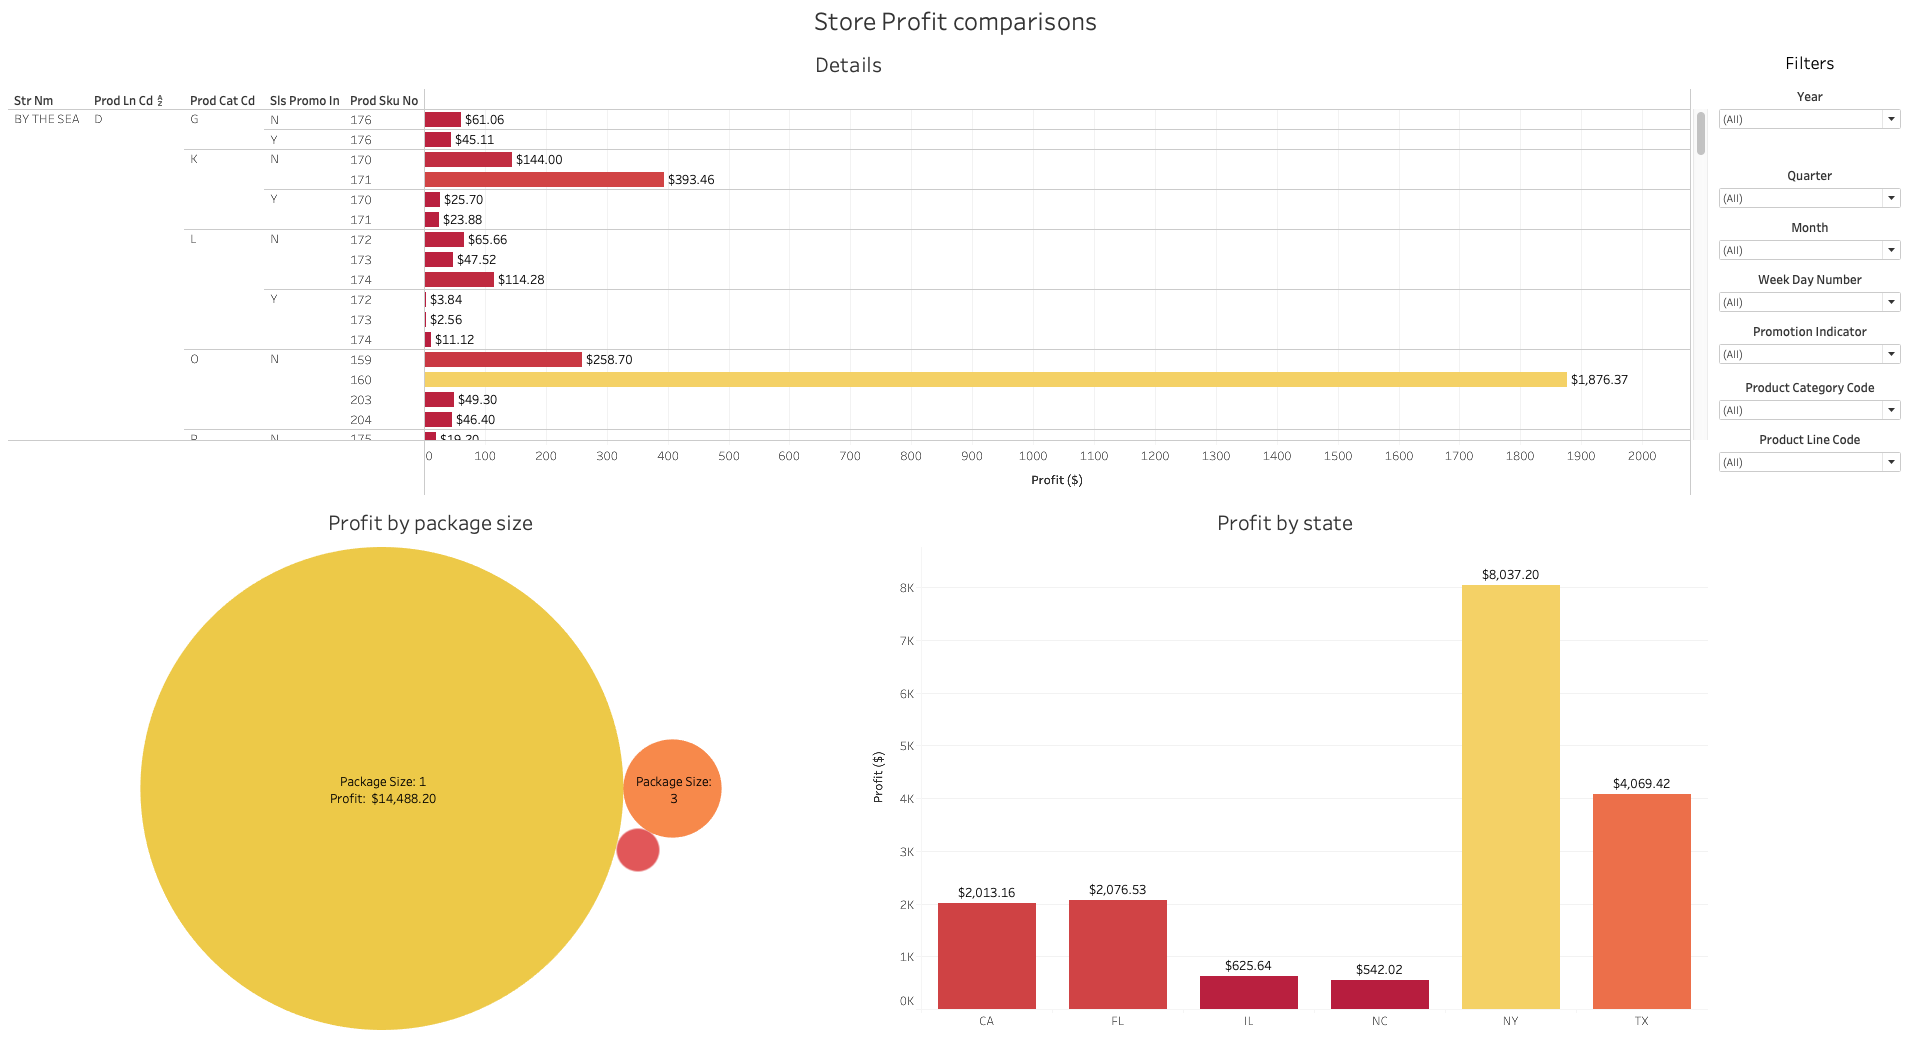 Store Profit comparisons
Details
Filters
Str Nm Prod Ln Cd Prod Cat Cd Sls Promo In Prod Sku No
BY THE SEA D G N 176 $61.06
Y 176 $45.11
K N 170 $144.00
171 $393.46
Y 170 $25.70
171 $23.88
L N 172 $65.66
173 $47.52
174 $114.28
Y 172 $3.84
173 $2.56
174 $11.12
O N 159 $258.70
160 $1,876.37
203 $49.30
204 $46.40
N 175 $19.20
0 100 200 300 400 500 600 700 800 900 1000 1100 1200 1300 1400 1500 1600 1700 1800 1900 2000
Profit ($)
Year
(All)
Quarter
(All)
Month
(All)
Week Day Number
(All)
Promotion Indicator
(All)
Product Category Code
(All)
Product Line Code
(All)
Profit by package size
Package Size: 1
Profit: $14,488.20
Package Size:
3
Profit by state
Profit ($)
8K
7K
6K
5K
4K
3K
2K
1K
0K
$2,013.16
$2,076.53
$625.64
$542.02
$8,037.20
$4,069.42
CA FL IL NC NY TX